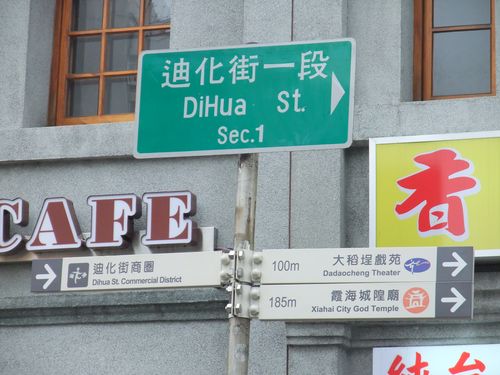 迪化街一段
DiHua St.
Sec.1
香
CAFE
迪化街商圈
Dihua St. Commercial District
100m 大稻埕戲苑
Dadaocheng Theater
185m 霞海城隍廟
Xiahai City God Temple